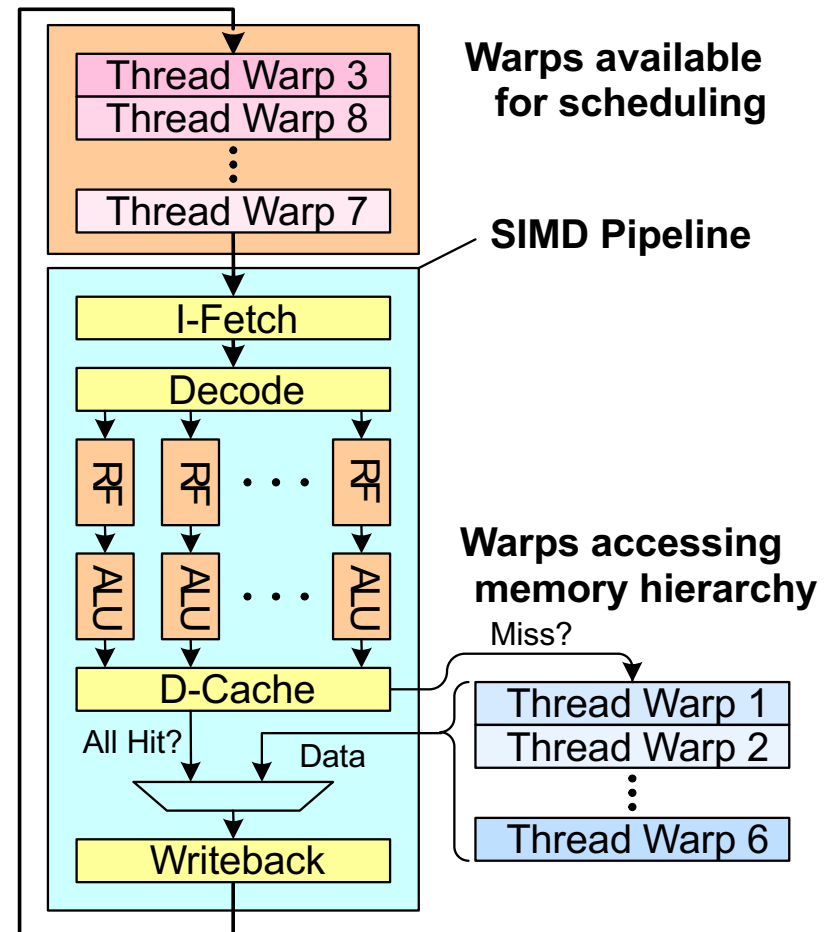 Thread Warp 3
Thread Warp 8
Thread Warp 7
Warps available
for scheduling
SIMD Pipeline
I-Fetch
Decode
RF
RF
RF
ALU
ALU
ALU
D-Cache
All Hit?
Data
Writeback
Warps accessing
memory hierarchy
Miss?
Thread Warp 1
Thread Warp 2
Thread Warp 6